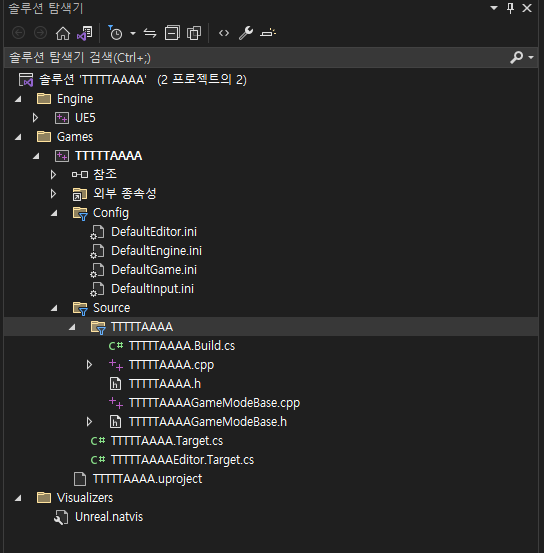 솔루션 탐색기
솔루션 탐색기 검색(Ctrl+;)
솔루션 'TTTTTAAAA' (2 프로젝트의 2)
Engine
UE5
Games
TTTTTAAAA
참조
외부 종속성
Config
DefaultEditor.ini
DefaultEngine.ini
DefaultGame.ini
DefaultInput.ini
Source
TTTTTAAAA
TTTTTAAAA.Build.cs
TTTTTAAAA.cpp
TTTTTAAAA.h
TTTTTAAAAGameModeBase.cpp
TTTTTAAAAGameModeBase.h
TTTTTAAAA.Target.cs
TTTTTAAAAEditor.Target.cs
TTTTTAAAA.uproject
Visualizers
Unreal.natvis